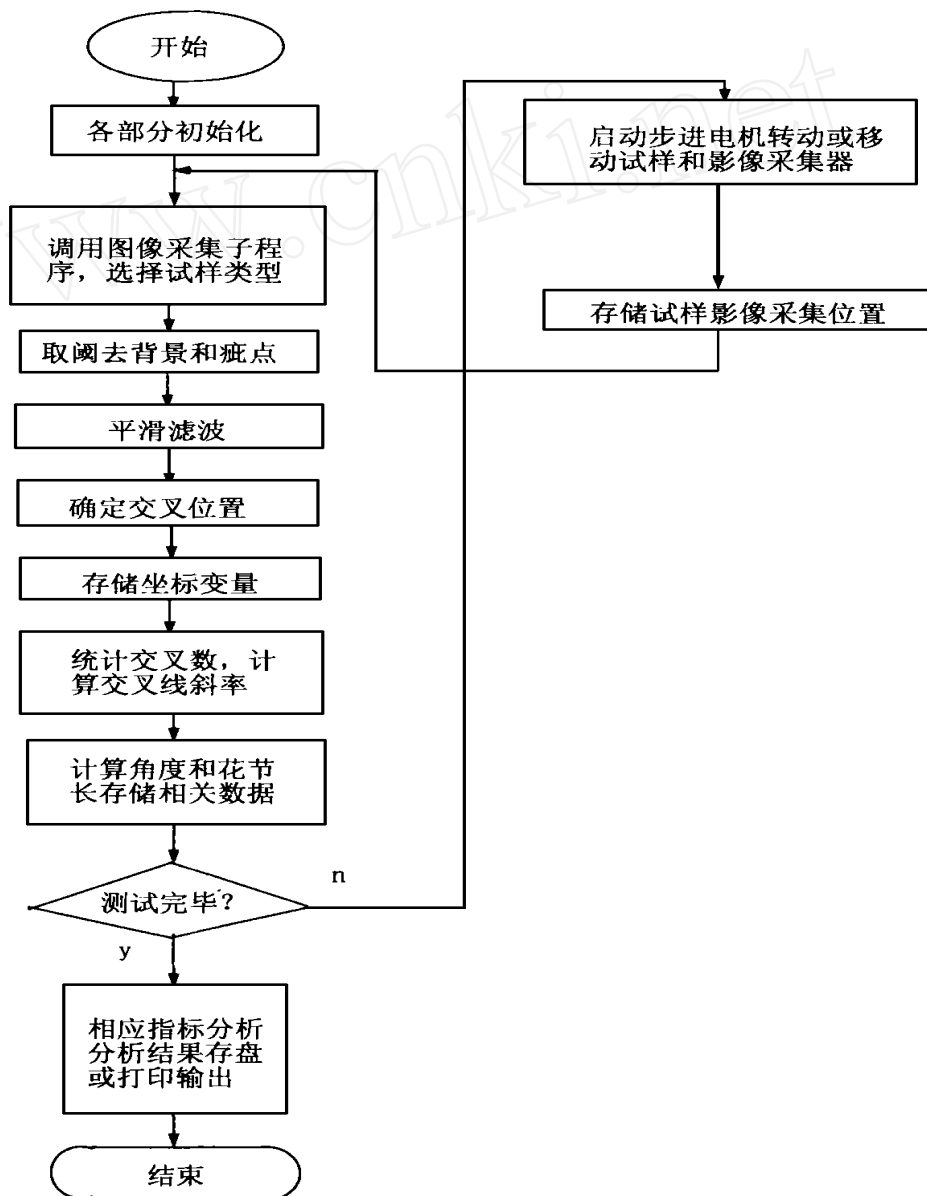 开始
各部分初始化
调用图像采集子程
序，选择试样类型
取阈去背景和疵点
平滑滤波
确定交叉位置
存储坐标变量
统计交叉数，计
算交叉线斜率
计算角度和花节
长存储相关数据
测试完毕？
n
y
相应指标分析
分析结果存盘
或打印输出
结束
启动步进电机转动或移
动试样和影像采集器
存储试样影像采集位置
www.cnki.net